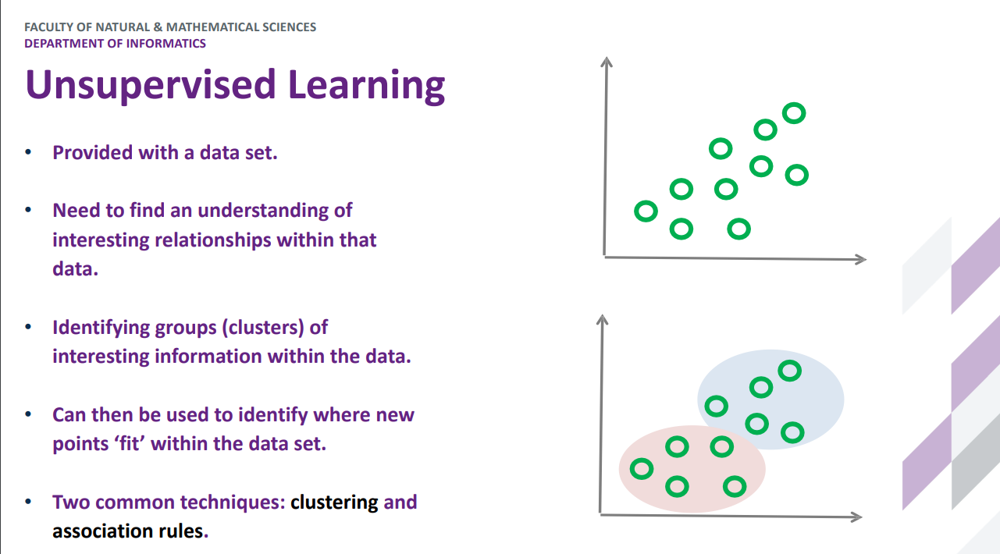 FACULTY OF NATURAL & MATHEMATICAL SCIENCES
DEPARTMENT OF INFORMATICS
Unsupervised Learning
• Provided with a data set.
• Need to find an understanding of
interesting relationships within that
data.
• Identifying groups (clusters) of
interesting information within the data.
• Can then be used to identify where new
points ‘fit’ within the data set.
• Two common techniques: clustering and
association rules.